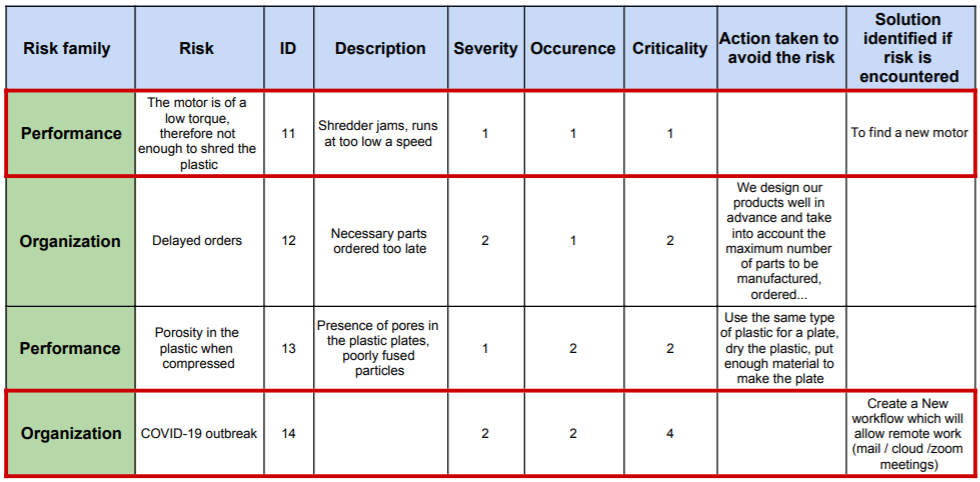 Risk family
Risk
ID
Description
Severity
Occurence
Criticality
Action taken to
avoid the risk
Solution
identified if
risk is
encountered
Performance
The motor is of a
low torque,
therefore not
enough to shred the
plastic
11
Shredder jams, runs
at too low a speed
1
1
1
To find a new motor
Organization
Delayed orders
12
Necessary parts
ordered too late
2
1
2
We design our
products well in
advance and take
into account the
maximum number
of parts to be
manufactured,
ordered...
Performance
Porosity in the
plastic when
compressed
13
Presence of pores in
the plastic plates,
poorly fused
particles
1
2
2
Use the same type
of plastic for a plate,
dry the plastic, put
enough material to
make the plate
Organization
COVID-19 outbreak
14
2
2
4
Create a New
workflow which will
allow remote work
(mail / cloud /zoom
meetings)